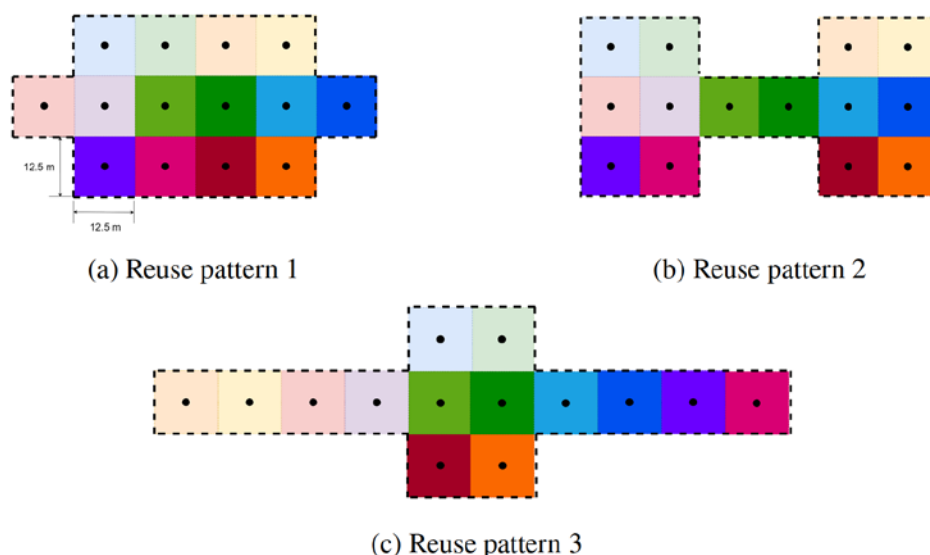 12.5 m
12.5 m
(a) Reuse pattern 1
(b) Reuse pattern 2
(c) Reuse pattern 3